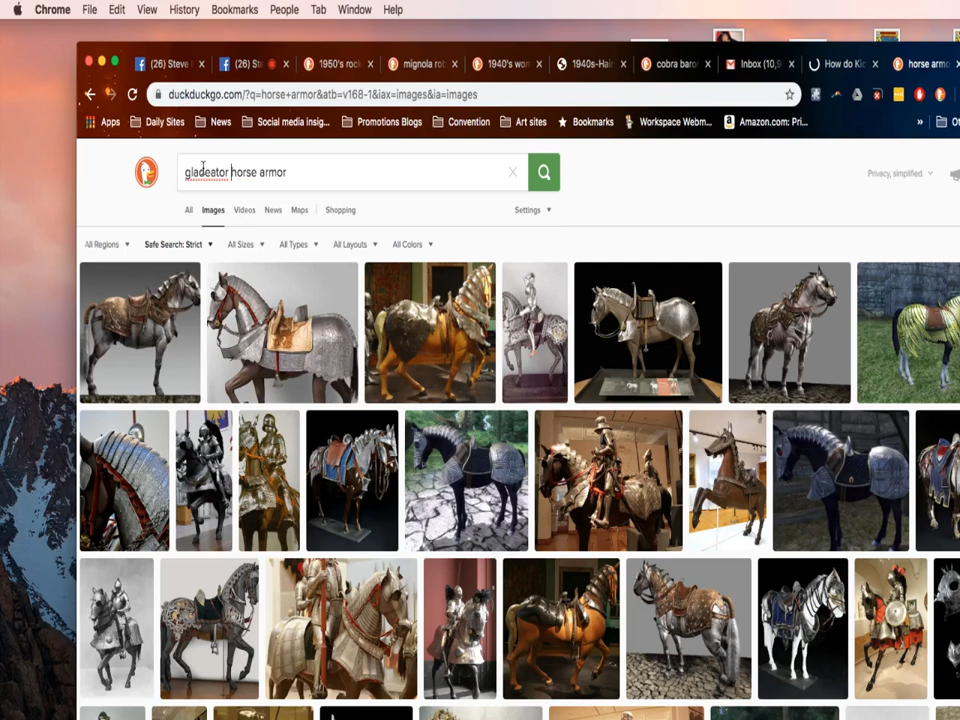 Chrome File Edit View History Bookmarks People Tab Window Help
(26) Steve (26) St 1950's rock mignola rob 1940's wom 1940s-Hair cobra baro Inbox (10,9 How do Kic horse armo
duckduckgo.com/?q=horse+armor&atb=v168-1&iax=images&ia=images
Apps Daily Sites News Social media insig... Promotions Blogs Convention Art sites Bookmarks Workspace Webm... Amazon.com: Pri... » Ot
gladeator horse armor
Privacy, simplified.
All Images Videos News Maps Shopping Settings
All Regions Safe Search: Strict All Sizes All Types All Layouts All Colors